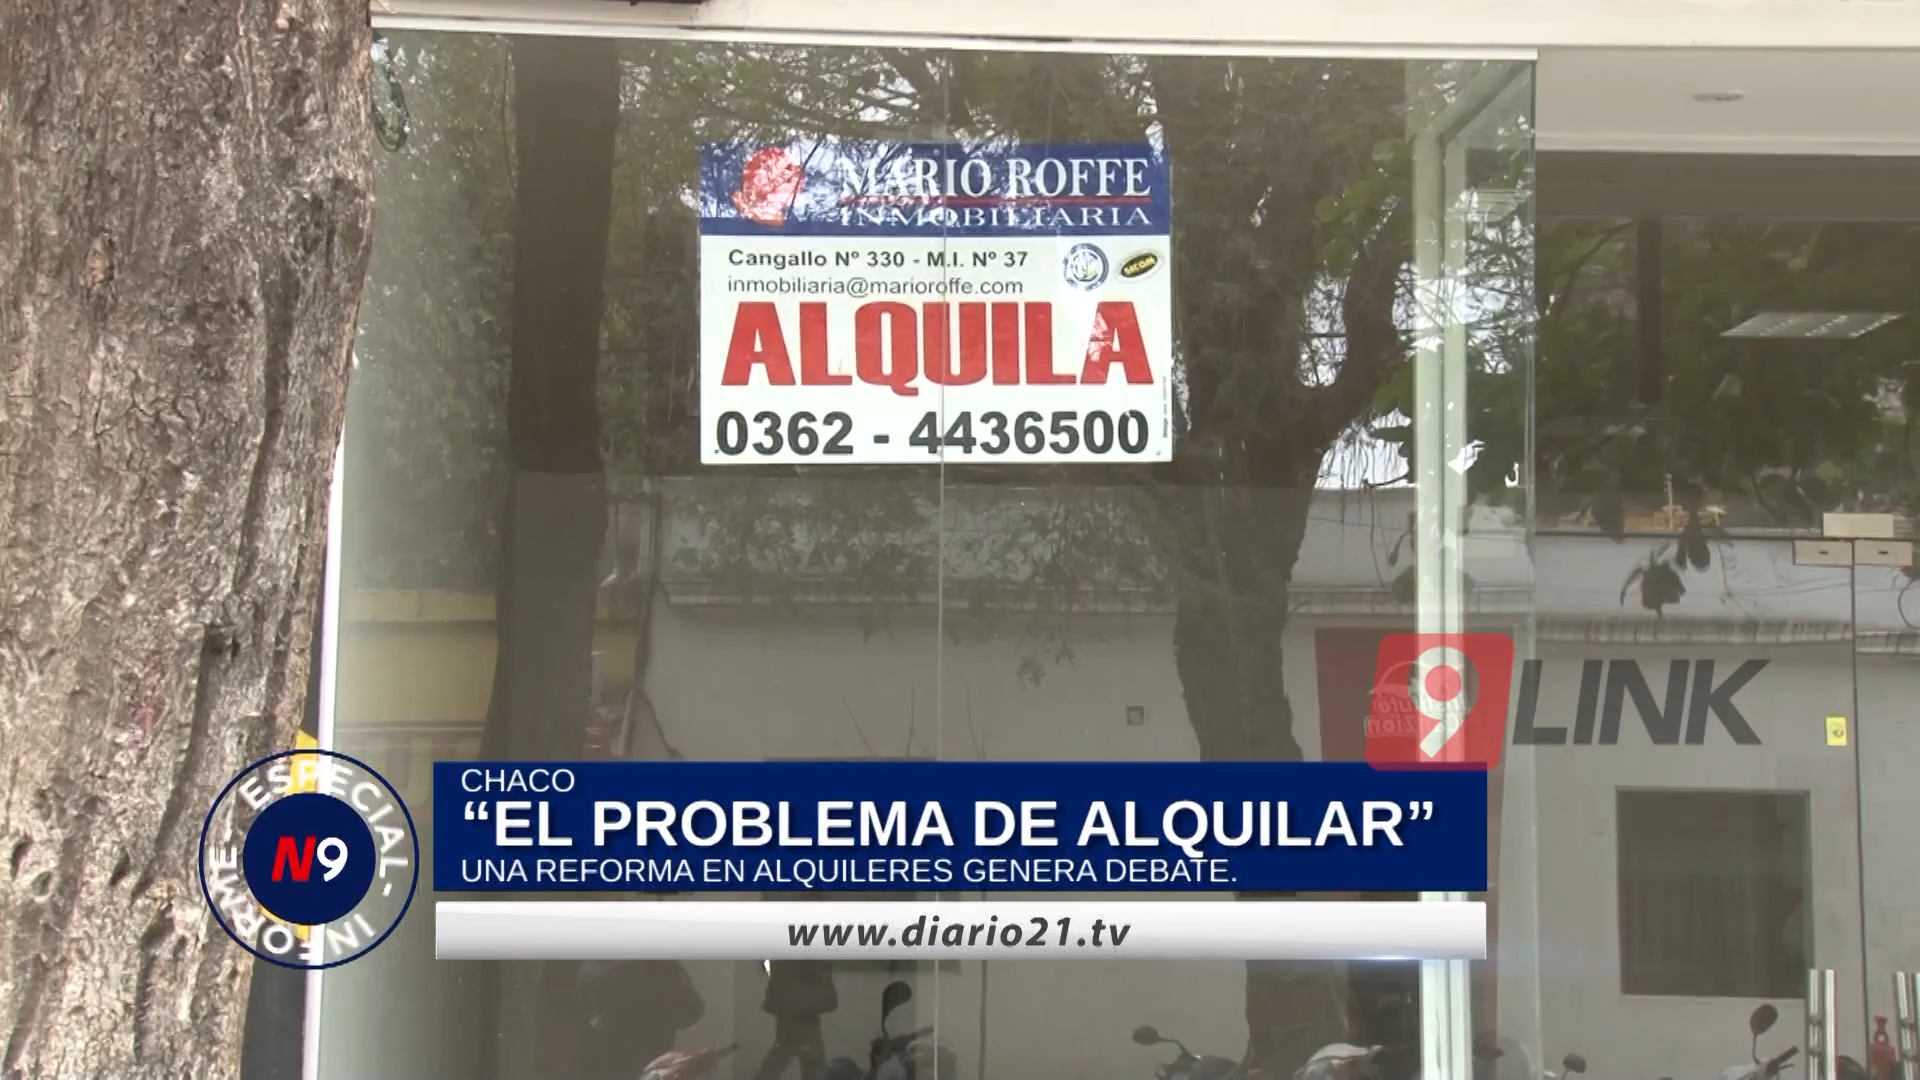 MARIO ROFFE
INMOBILIARIA
Cangallo Nº 330 - M.I. Nº 37
inmobiliaria@marioroffe.com
ALQUILA
0362 - 4436500
9 LINK
ESPECIAL - INFORME -
N9
CHACO
“EL PROBLEMA DE ALQUILAR”
UNA REFORMA EN ALQUILERES GENERA DEBATE.
www.diario21.tv